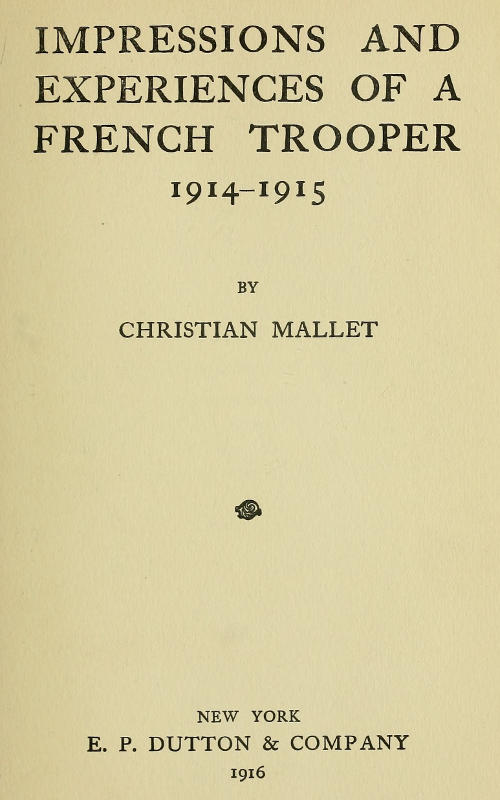 IMPRESSIONS AND
EXPERIENCES OF A
FRENCH TROOPER
1914–1915
BY
CHRISTIAN MALLET
NEW YORK
E. P. DUTTON & COMPANY
1916